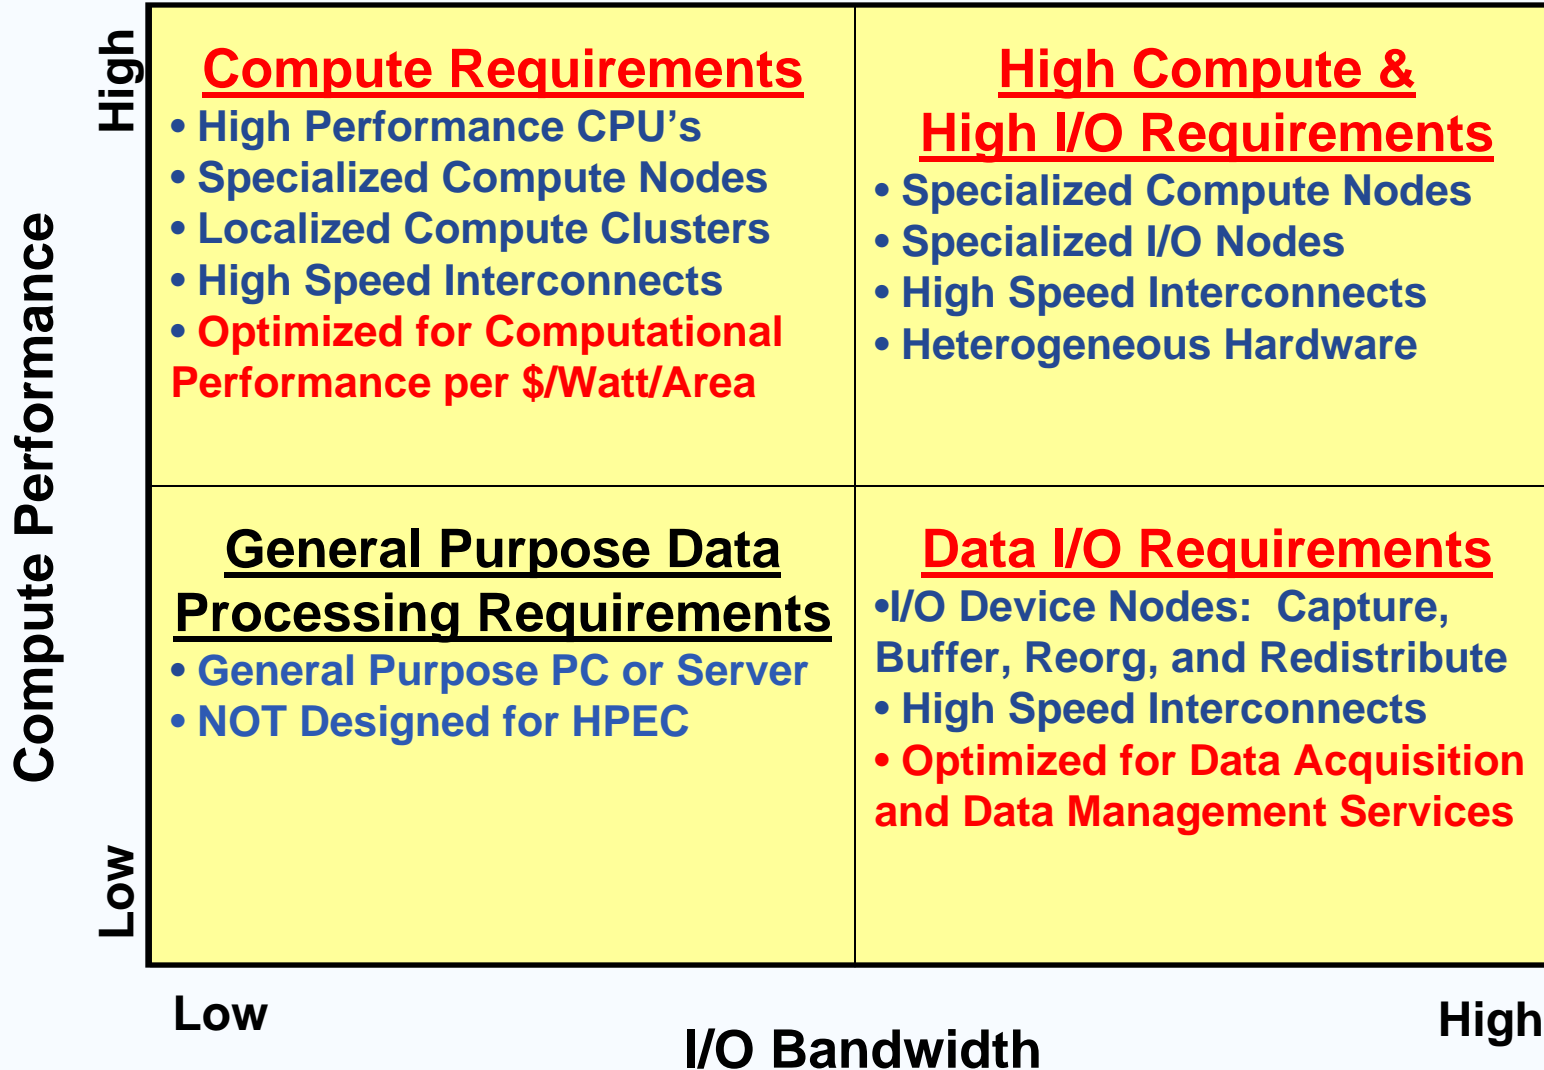 High
Compute Performance
Low
Compute Requirements
• High Performance CPU’s
• Specialized Compute Nodes
• Localized Compute Clusters
• High Speed Interconnects
• Optimized for Computational
Performance per $/Watt/Area
High Compute &
High I/O Requirements
• Specialized Compute Nodes
• Specialized I/O Nodes
• High Speed Interconnects
• Heterogeneous Hardware
General Purpose Data
Processing Requirements
• General Purpose PC or Server
• NOT Designed for HPEC
Data I/O Requirements
•I/O Device Nodes:  Capture,
Buffer, Reorg, and Redistribute
• High Speed Interconnects
• Optimized for Data Acquisition
and Data Management Services
Low
I/O Bandwidth
High